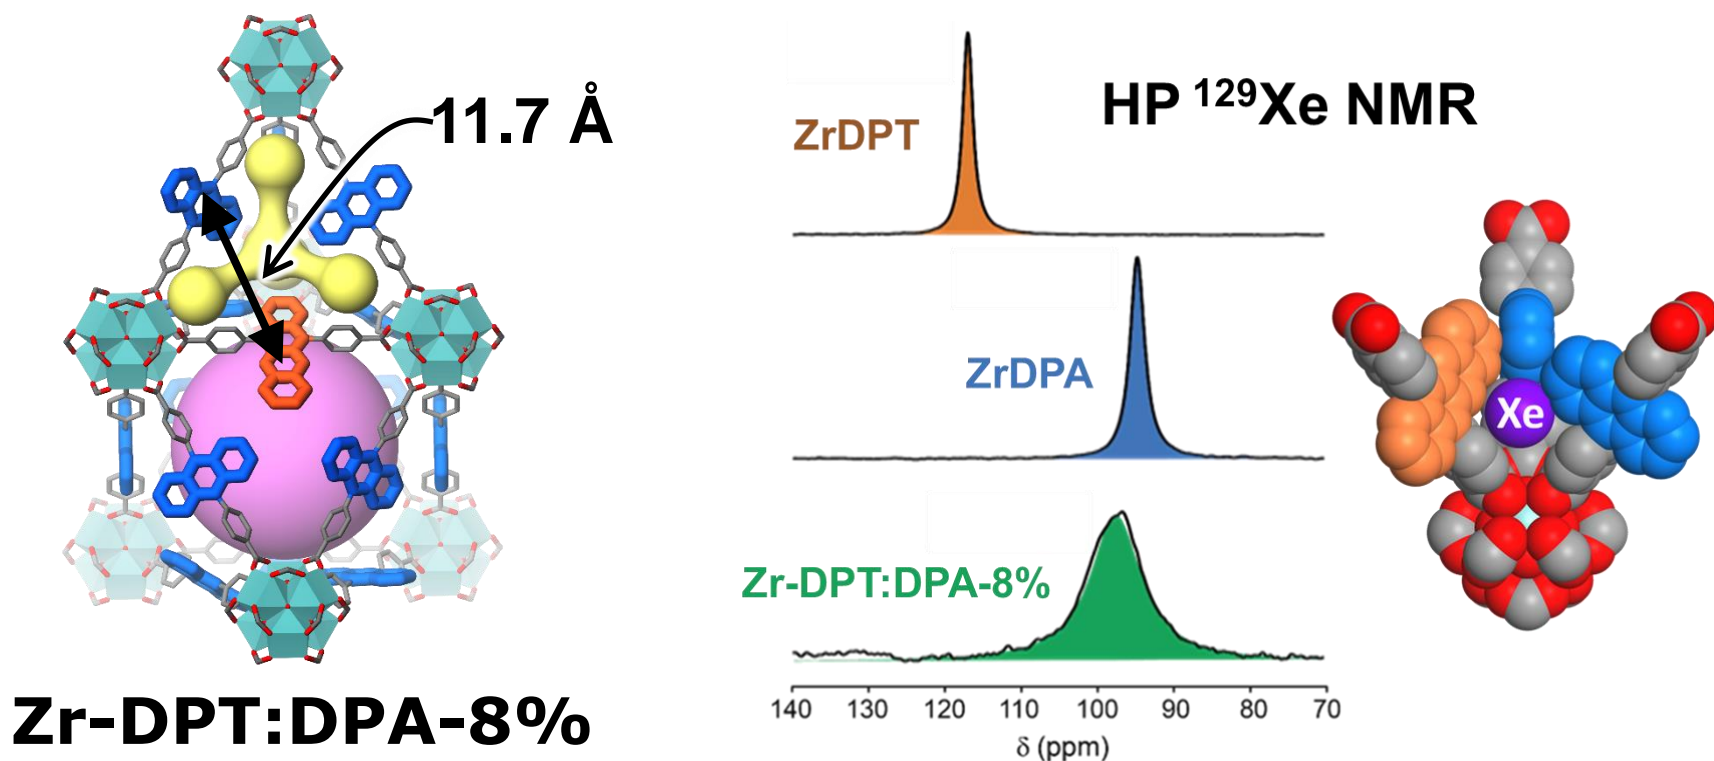 11.7 Å
Zr-DPT:DPA-8%
HP ¹²⁹Xe NMR
ZrDPT
ZrDPA
Zr-DPT:DPA-8%
140 130 120 110 100 90 80 70
δ (ppm)
Xe